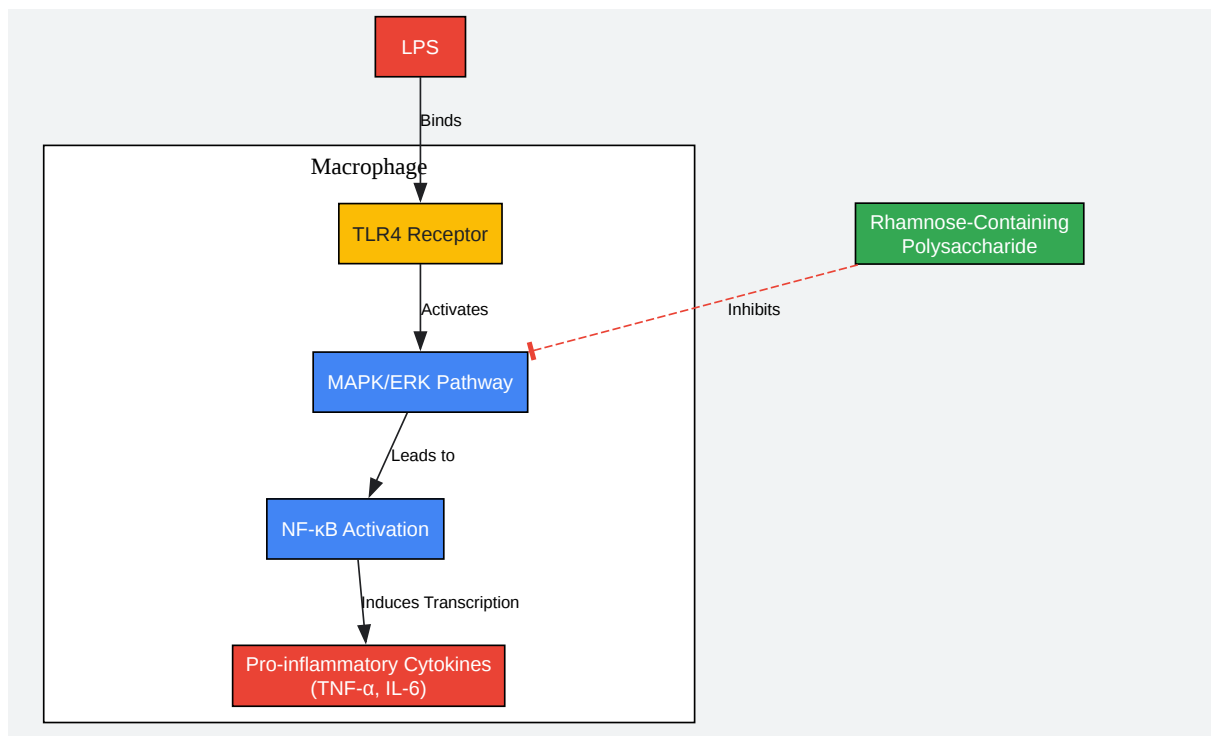 LPS
Binds
Macrophage
TLR4 Receptor
Rhamnose-Containing
Polysaccharide
Activates
Inhibits
MAPK/ERK Pathway
Leads to
NF-κB Activation
Induces Transcription
Pro-inflammatory Cytokines
(TNF-α, IL-6)